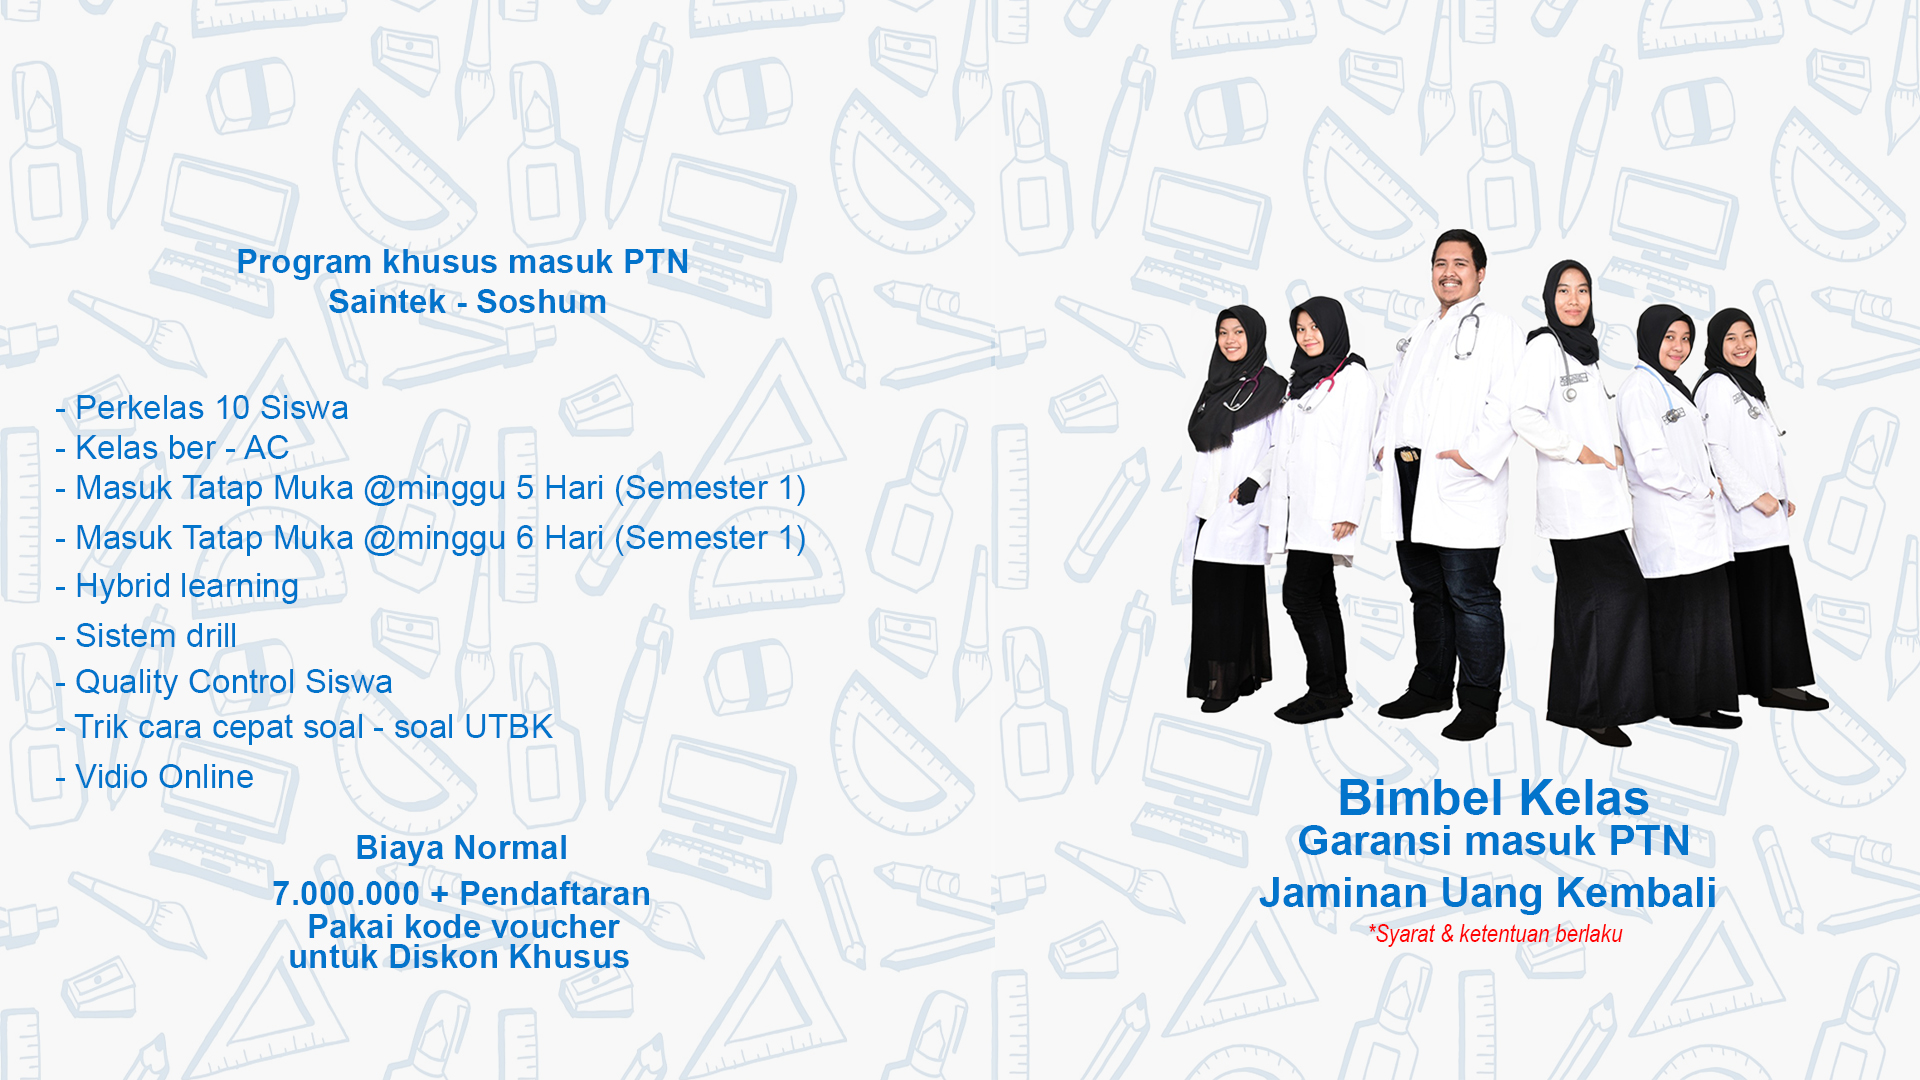 Program khusus masuk PTN
Saintek - Soshum
- Perkelas 10 Siswa
- Kelas ber - AC
- Masuk Tatap Muka @minggu 5 Hari (Semester 1)
- Masuk Tatap Muka @minggu 6 Hari (Semester 1)
- Hybrid learning
- Sistem drill
- Quality Control Siswa
- Trik cara cepat soal - soal UTBK
- Vidio Online
Biaya Normal
7.000.000 + Pendaftaran
Pakai kode voucher
untuk Diskon Khusus
Bimbel Kelas
Garansi masuk PTN
Jaminan Uang Kembali
*Syarat & ketentuan berlaku